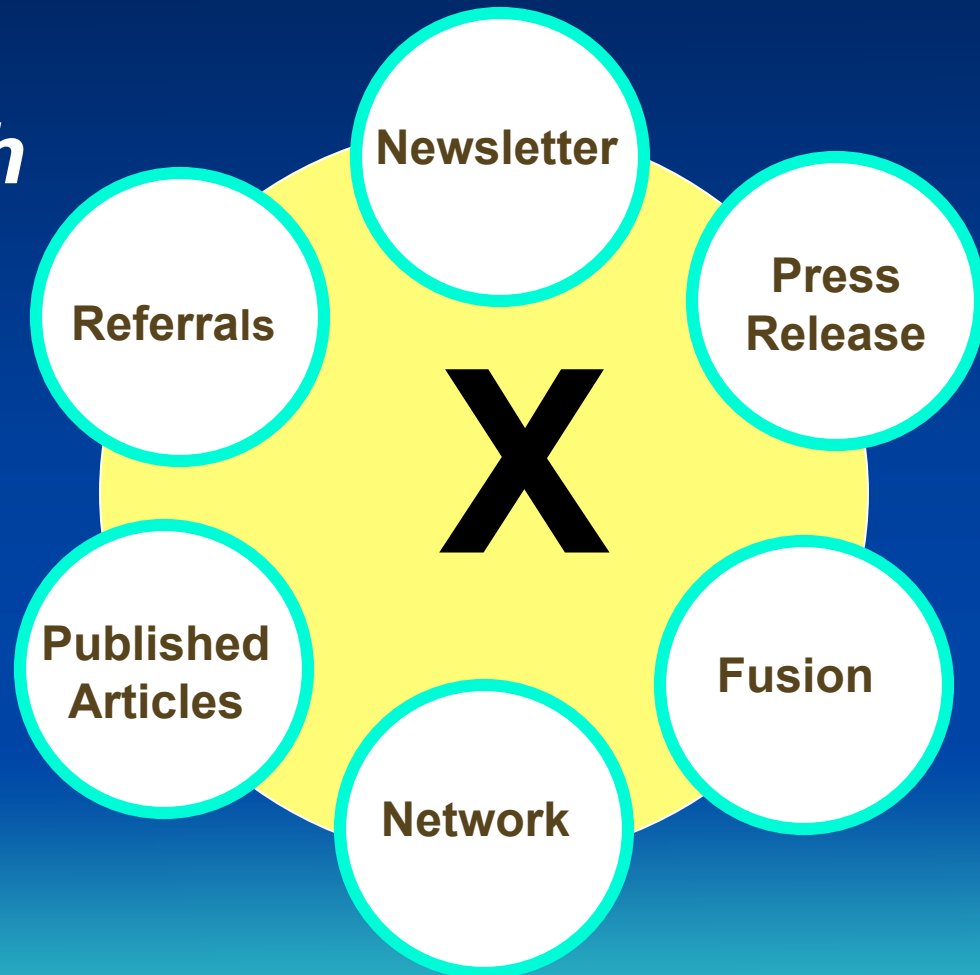 h
Newsletter
Press
Release
Referrals
X
Published
Articles
Fusion
Network